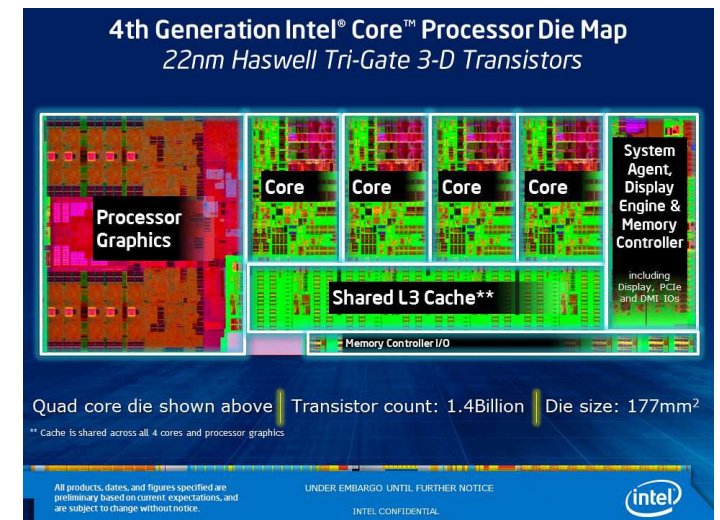 4th Generation Intel® Core™ Processor Die Map
22nm Haswell Tri-Gate 3-D Transistors
Processor
Graphics
Core
Core
Core
Core
System
Agent,
Display
Engine &
Memory
Controller
including
Display, PCIe
and DMI IOs
Shared L3 Cache**
Memory Controller I/O
Quad core die shown above
Transistor count: 1.4Billion
Die size: 177mm²
** Cache is shared across all 4 cores and processor graphics
All products, dates, and figures specified are
preliminary based on current expectations, and
are subject to change without notice.
UNDER EMBARGO UNTIL FURTHER NOTICE
INTEL CONFIDENTIAL
intel